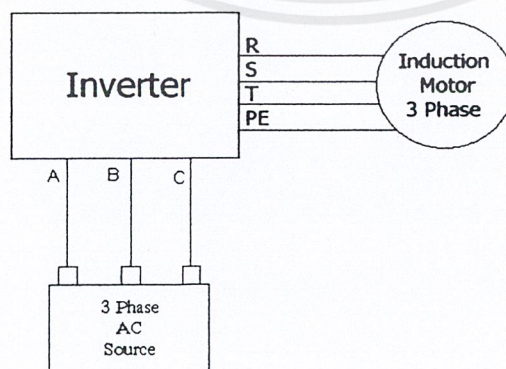 R
S
T
PE
Inverter
Induction
Motor
3 Phase
A
B
C
3 Phase
AC
Source